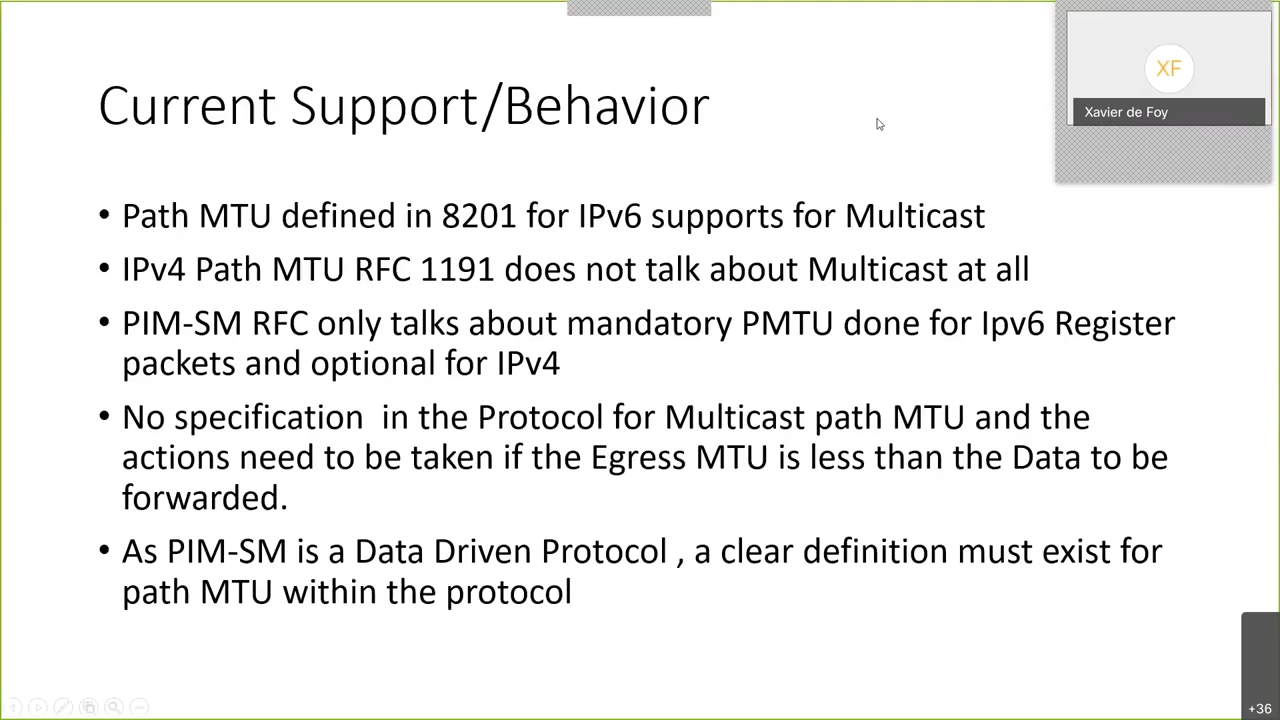 XF
Xavier de Foy
Current Support/Behavior
• Path MTU defined in 8201 for IPv6 supports for Multicast
• IPv4 Path MTU RFC 1191 does not talk about Multicast at all
• PIM-SM RFC only talks about mandatory PMTU done for Ipv6 Register
packets and optional for IPv4
• No specification  in the Protocol for Multicast path MTU and the
actions need to be taken if the Egress MTU is less than the Data to be
forwarded.
• As PIM-SM is a Data Driven Protocol , a clear definition must exist for
path MTU within the protocol
+36